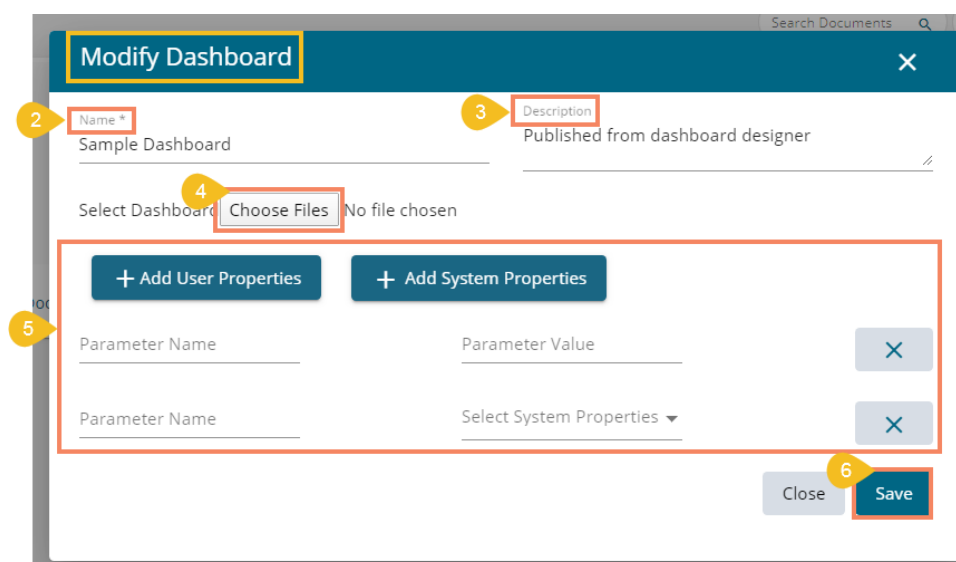 Search Documents
Modify Dashboard
2
Name *
3
Description
Sample Dashboard
Published from dashboard designer
4
Select Dashboard
Choose Files
No file chosen
+ Add User Properties
+ Add System Properties
5
Parameter Name
Parameter Value
Parameter Name
Select System Properties
6
Close
Save